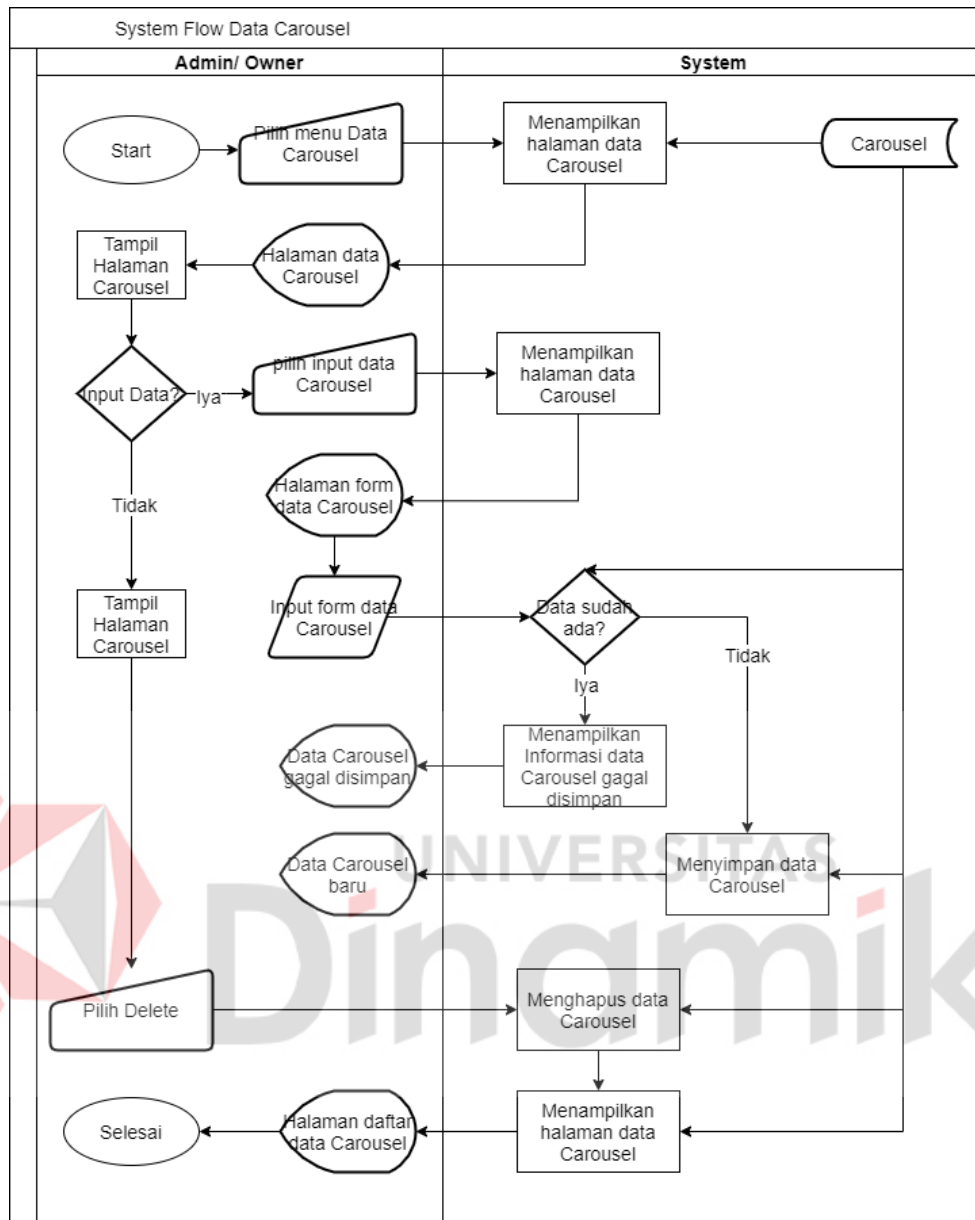 System Flow Data Carousel
Admin/ Owner
System
Start
Pilih menu Data
Carousel
Menampilkan
halaman data
Carousel
Carousel
Tampil
Halaman
Carousel
Halaman data
Carousel
Input Data?
Iya
pilih input data
Carousel
Menampilkan
halaman data
Carousel
Halaman form
data Carousel
Tidak
Tampil
Halaman
Carousel
Input form data
Carousel
Data sudah
ada?
Tidak
Iya
Data Carousel
gagal disimpan
Menampilkan
Informasi data
Carousel gagal
disimpan
Data Carousel
baru
Menyimpan data
Carousel
UNIVERSITAS
Dinamik
Pilih Delete
Menghapus data
Carousel
Selesai
Halaman daftar
data Carousel
Menampilkan
halaman data
Carousel